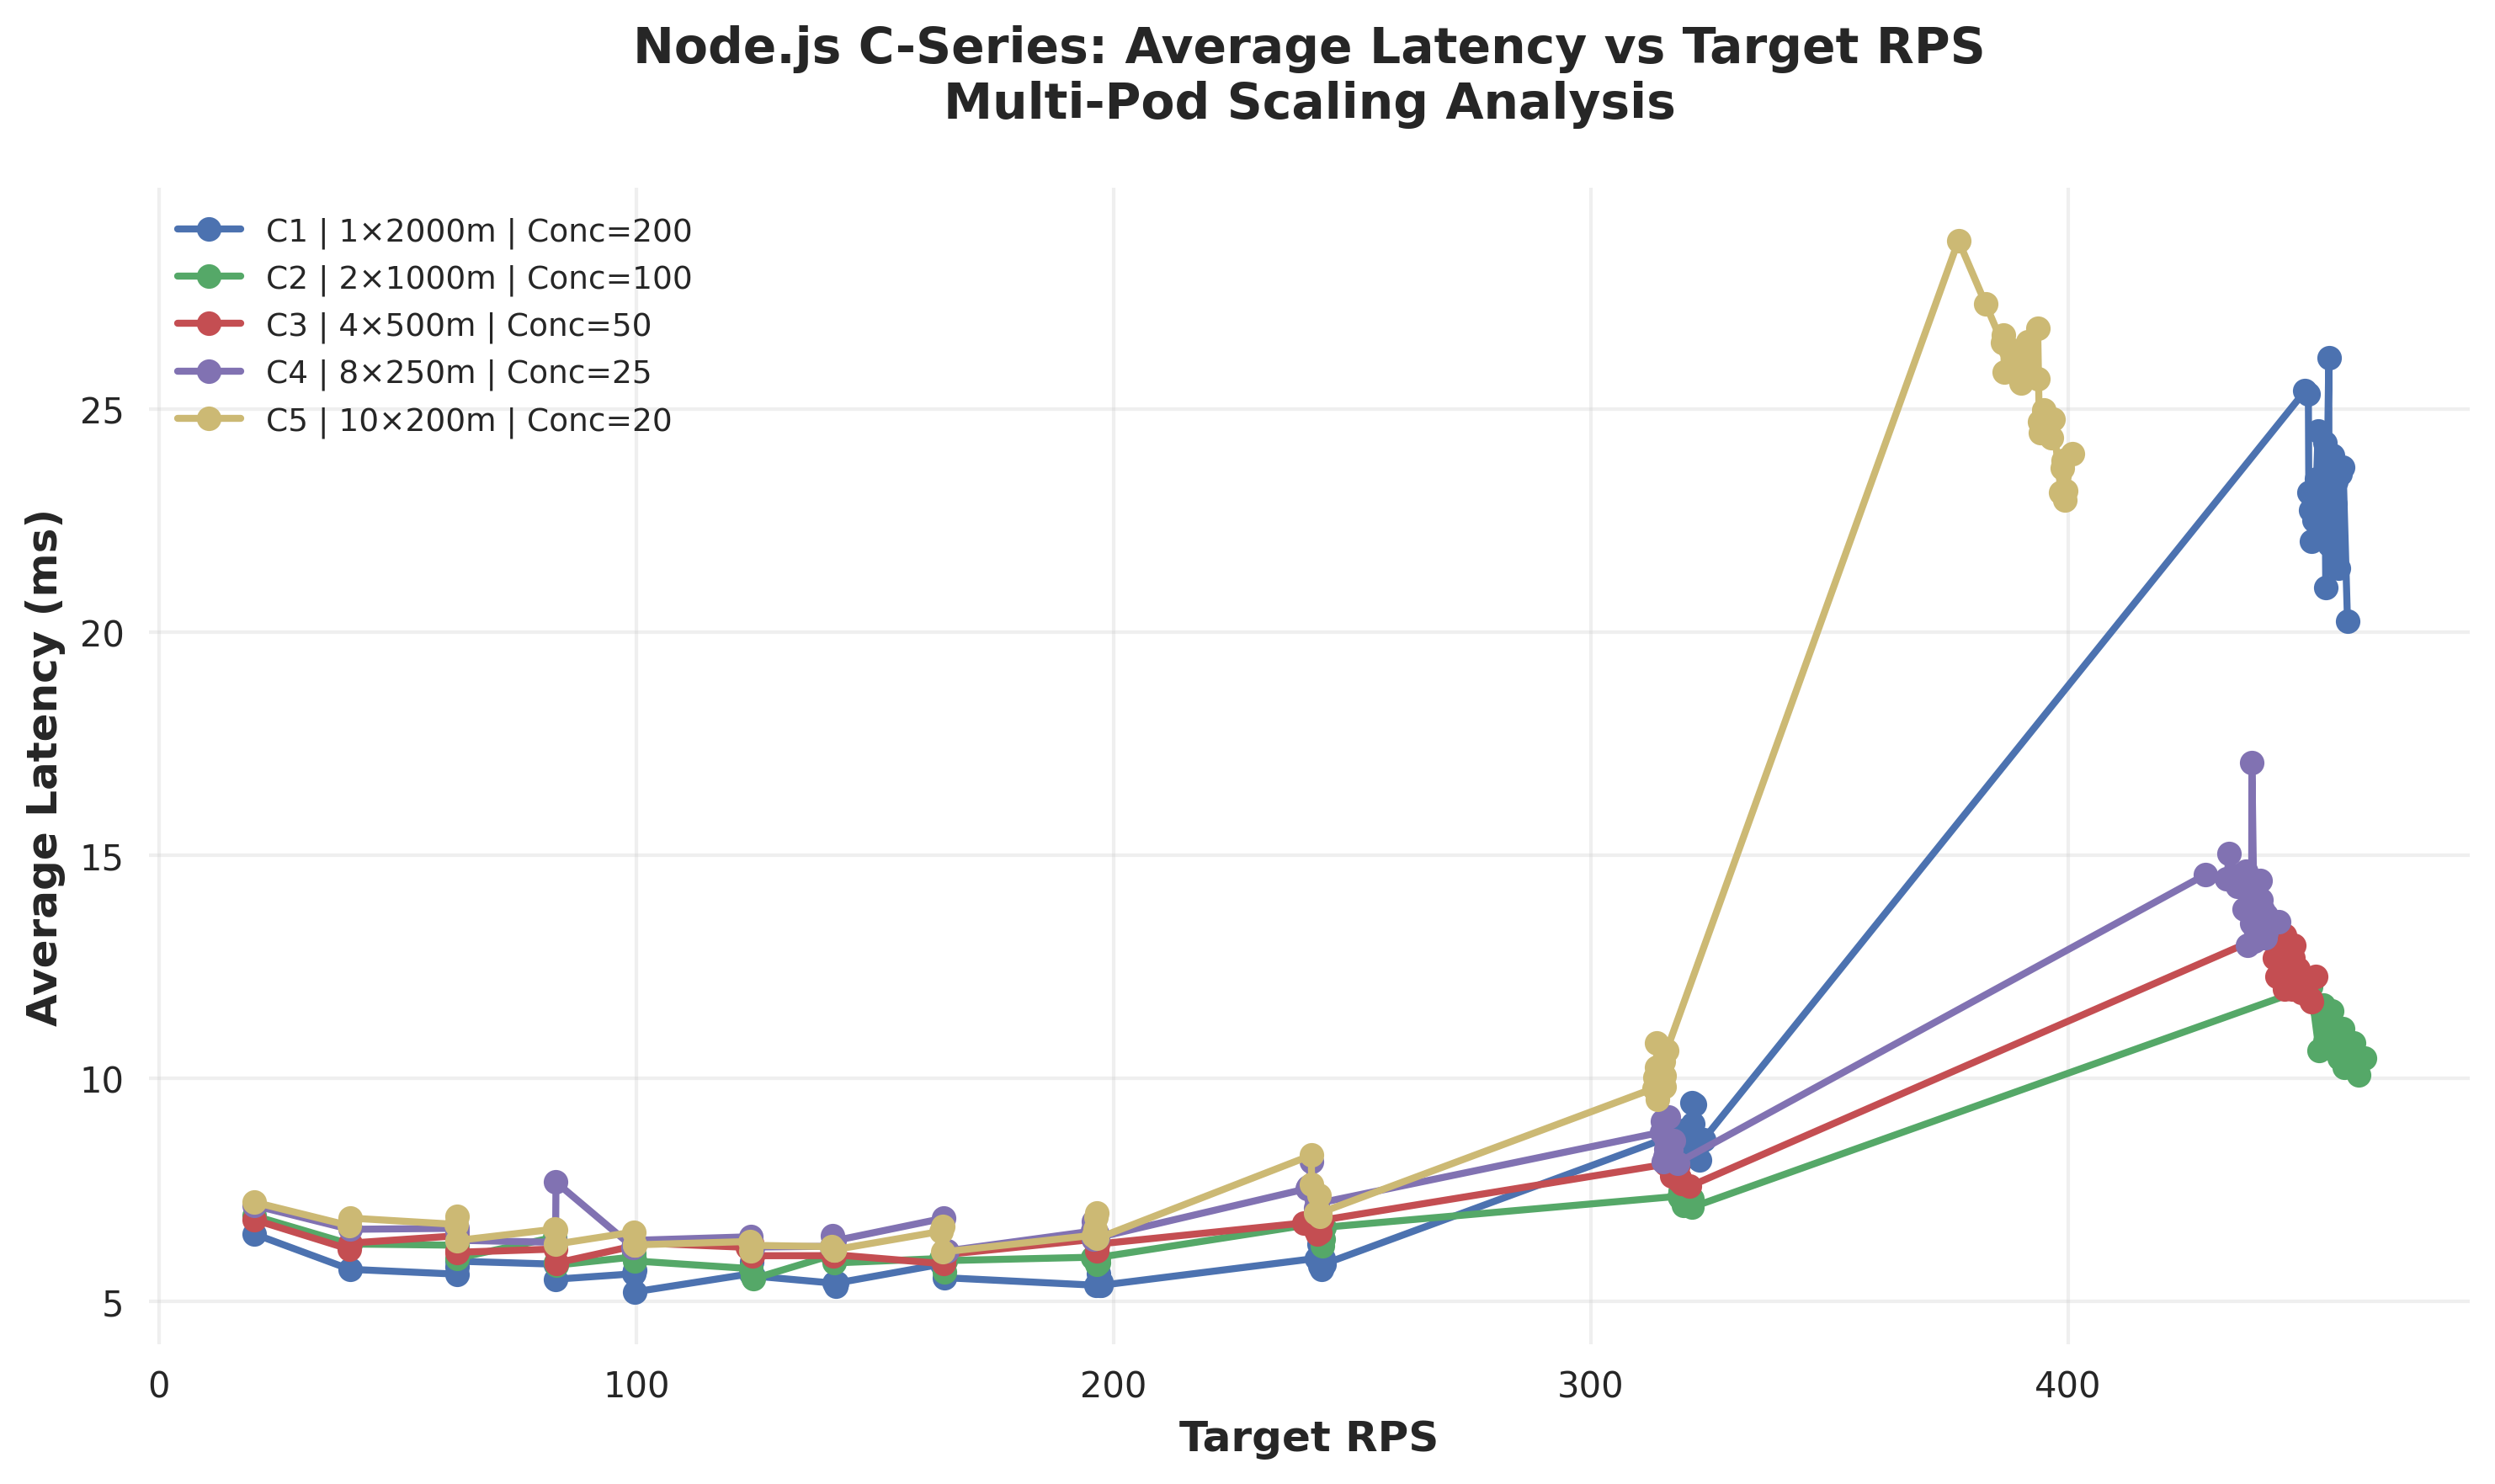 Node.js C-Series: Average Latency vs Target RPS
Multi-Pod Scaling Analysis
C1 | 1×2000m | Conc=200
C2 | 2×1000m | Conc=100
C3 | 4×500m | Conc=50
C4 | 8×250m | Conc=25
C5 | 10×200m | Conc=20
Average Latency (ms)
25
20
15
10
5
0 100 200 300 400
Target RPS